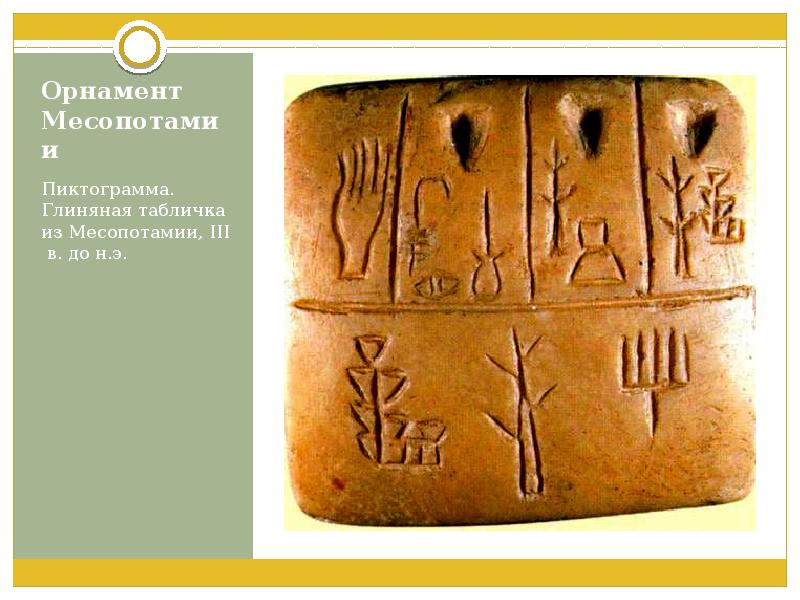 Орнамент
Месопотами
и
Пиктограмма.
Глиняная табличка
из Месопотамии, III
в. до н.э.